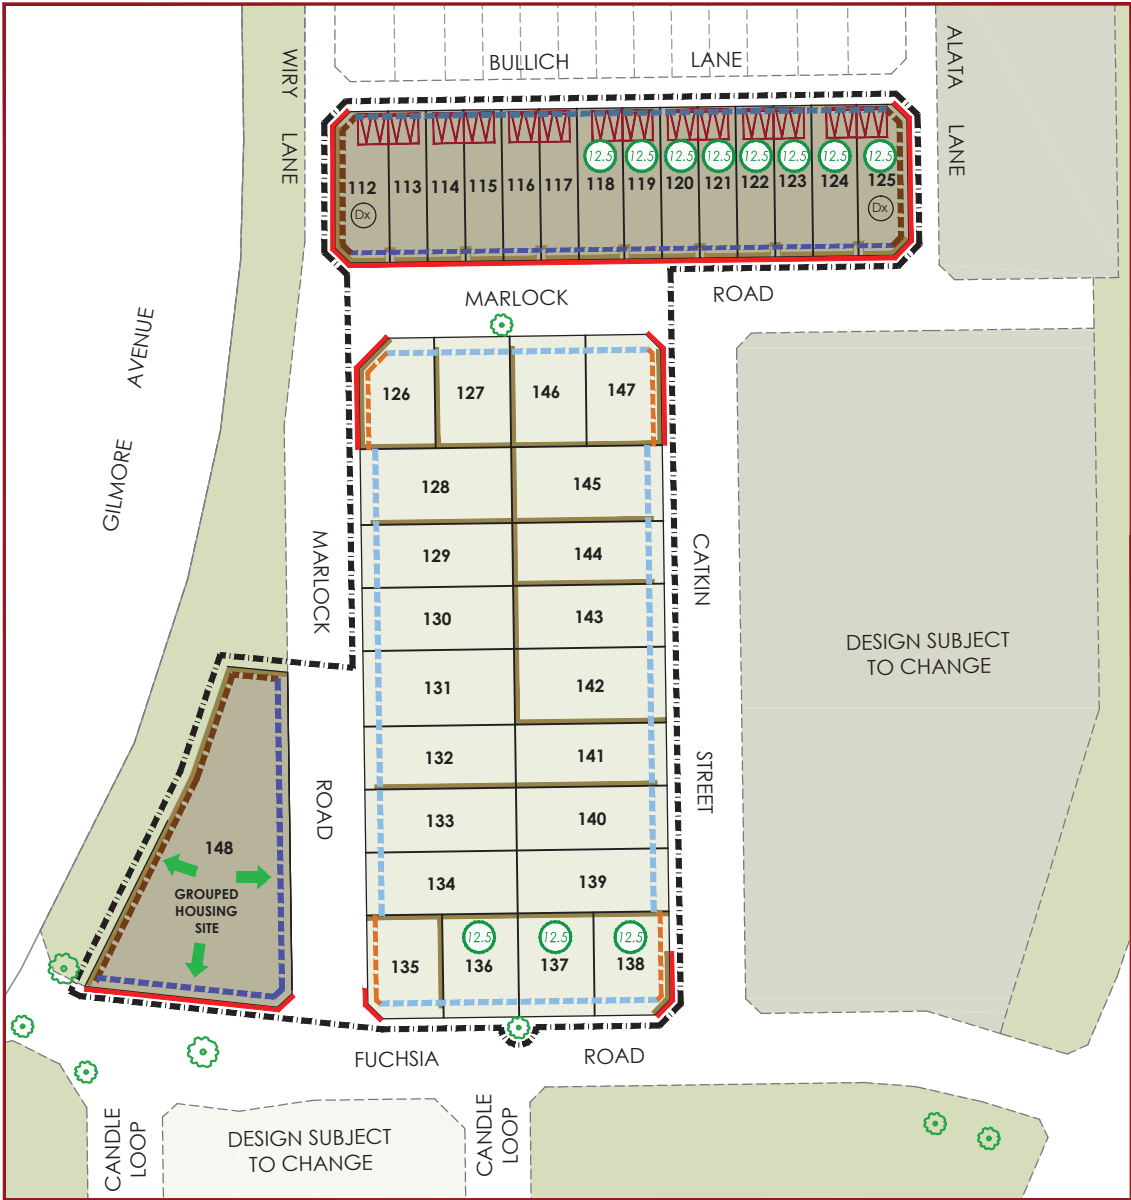 BULLICH LANE
WIRY LANE
ALATA LANE
12.5 12.5 12.5 12.5 12.5 12.5 12.5 12.5
112 113 114 115 116 117 118 119 120 121 122 123 124 125
Dx Dx
MARLOCK ROAD
GILMORE AVENUE
126 127 146 147
128 145
129 144
MARLOCK ROAD
CATKIN STREET
130 143
DESIGN SUBJECT
TO CHANGE
131 142
132 141
133 140
148
GROUPED
HOUSING
SITE
134 139
12.5 12.5 12.5
135 136 137 138
FUCHSIA ROAD
CANDLE
LOOP
DESIGN SUBJECT
TO CHANGE
CANDLE
LOOP